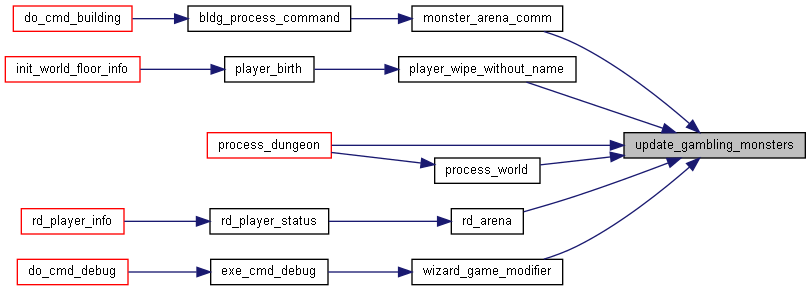 do_cmd_building
bldg_process_command
monster_arena_comm
init_world_floor_info
player_birth
player_wipe_without_name
process_dungeon
update_gambling_monsters
process_world
rd_player_info
rd_player_status
rd_arena
do_cmd_debug
exe_cmd_debug
wizard_game_modifier